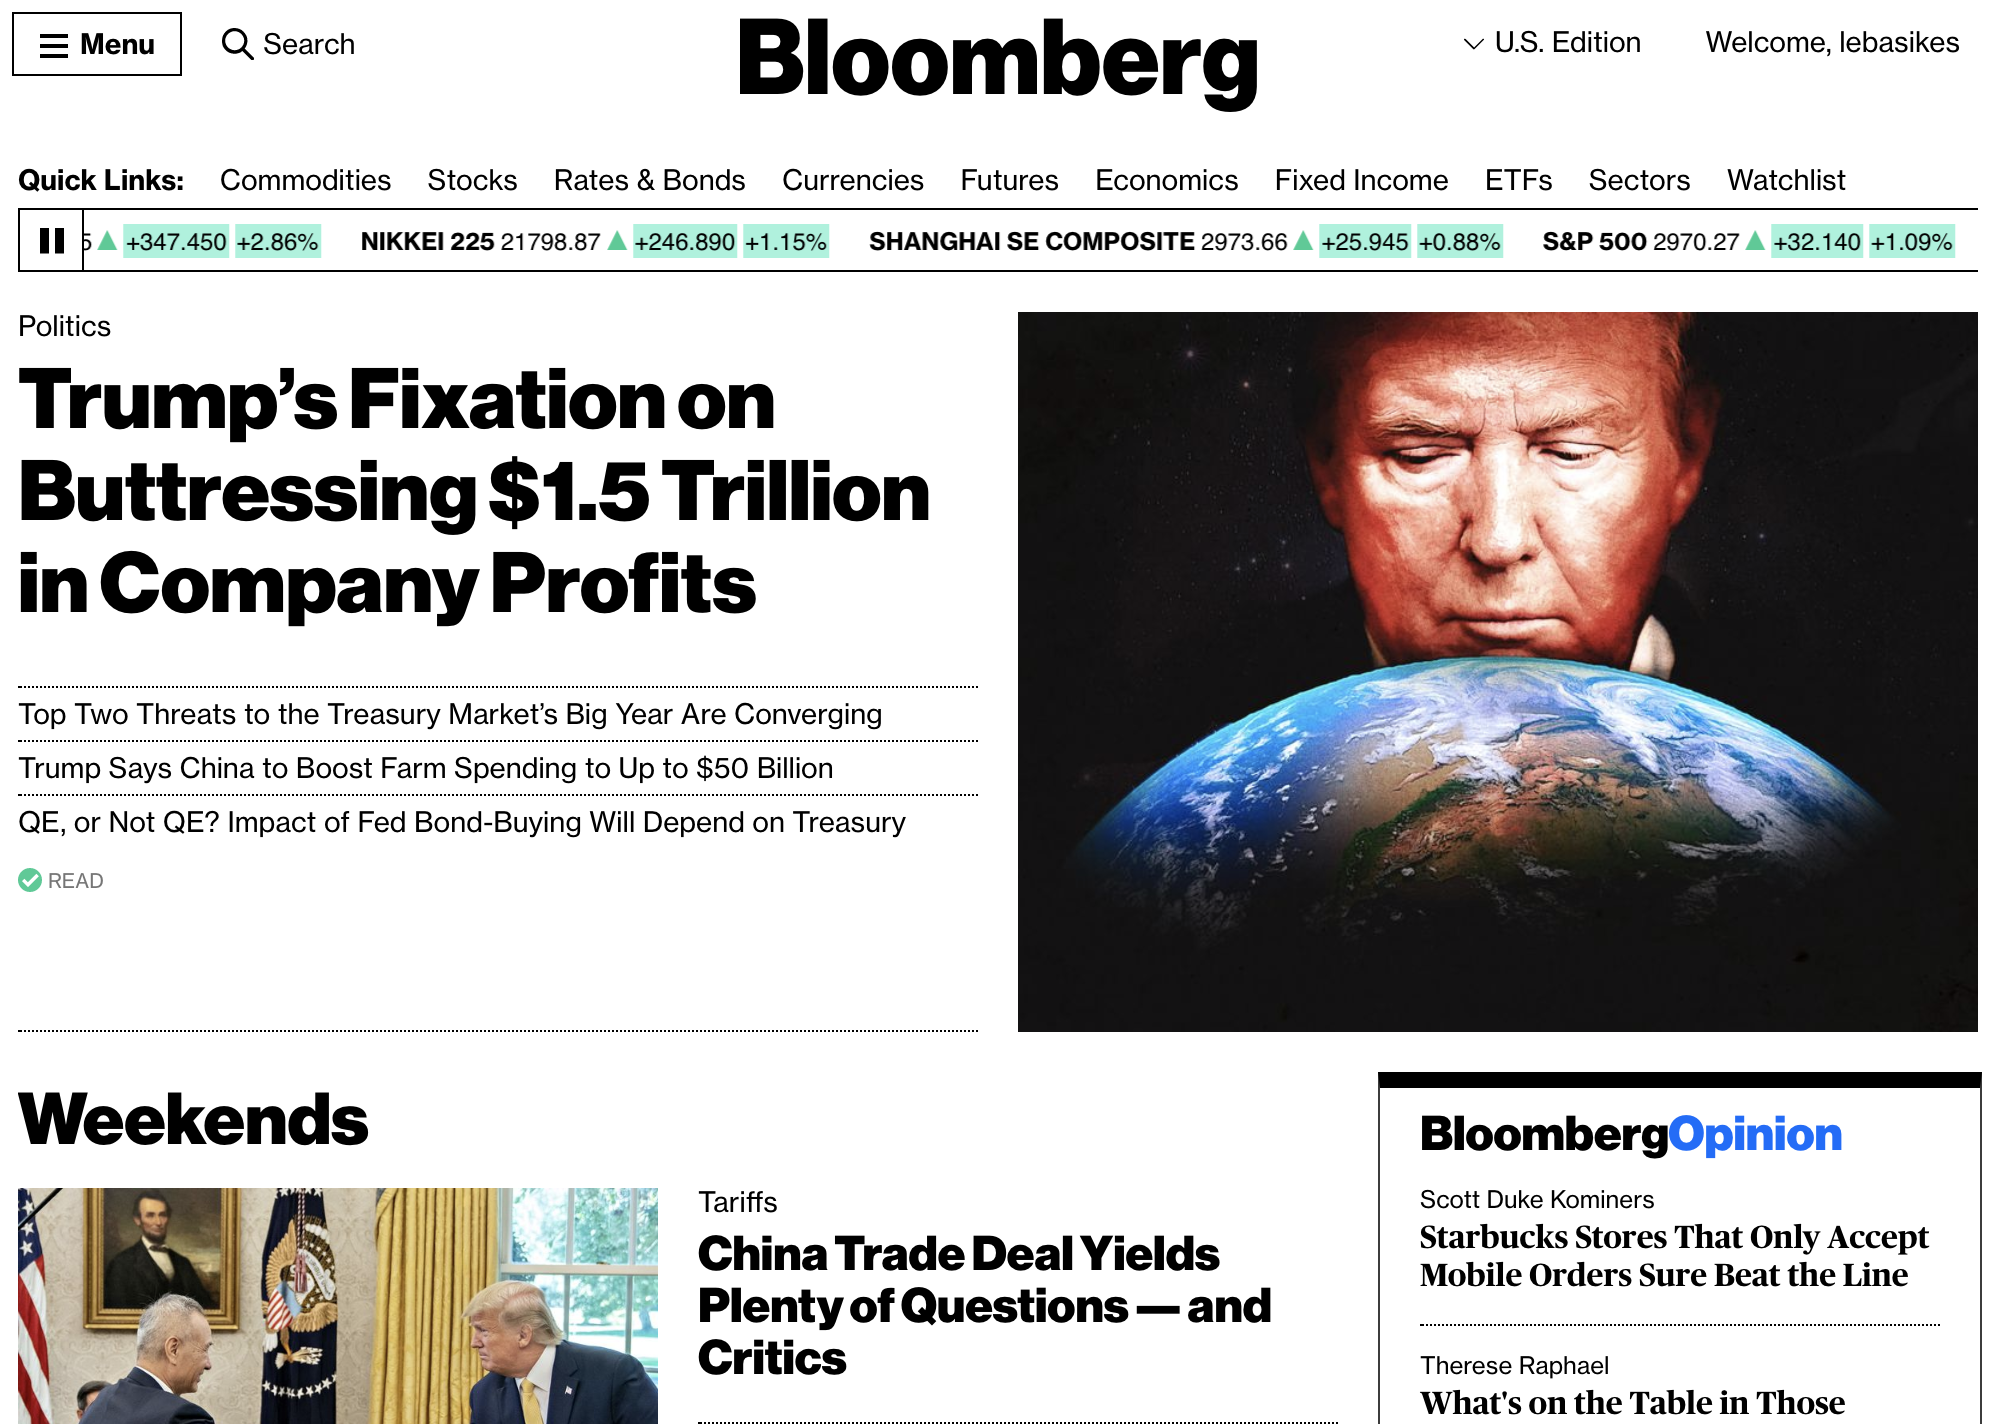 Menu
Search
Bloomberg
U.S. Edition
Welcome, lebasikes
Quick Links: Commodities Stocks Rates & Bonds Currencies Futures Economics Fixed Income ETFs Sectors Watchlist
5 +347.450 +2.86% NIKKEI 225 21798.87 +246.890 +1.15% SHANGHAI SE COMPOSITE 2973.66 +25.945 +0.88% S&P 500 2970.27 +32.140 +1.09%
Politics
Trump’s Fixation on
Buttressing $1.5 Trillion
in Company Profits
Top Two Threats to the Treasury Market’s Big Year Are Converging
Trump Says China to Boost Farm Spending to Up to $50 Billion
QE, or Not QE? Impact of Fed Bond-Buying Will Depend on Treasury
READ
Weekends
Tariffs
China Trade Deal Yields
Plenty of Questions — and
Critics
BloombergOpinion
Scott Duke Kominers
Starbucks Stores That Only Accept
Mobile Orders Sure Beat the Line
Therese Raphael
What's on the Table in Those